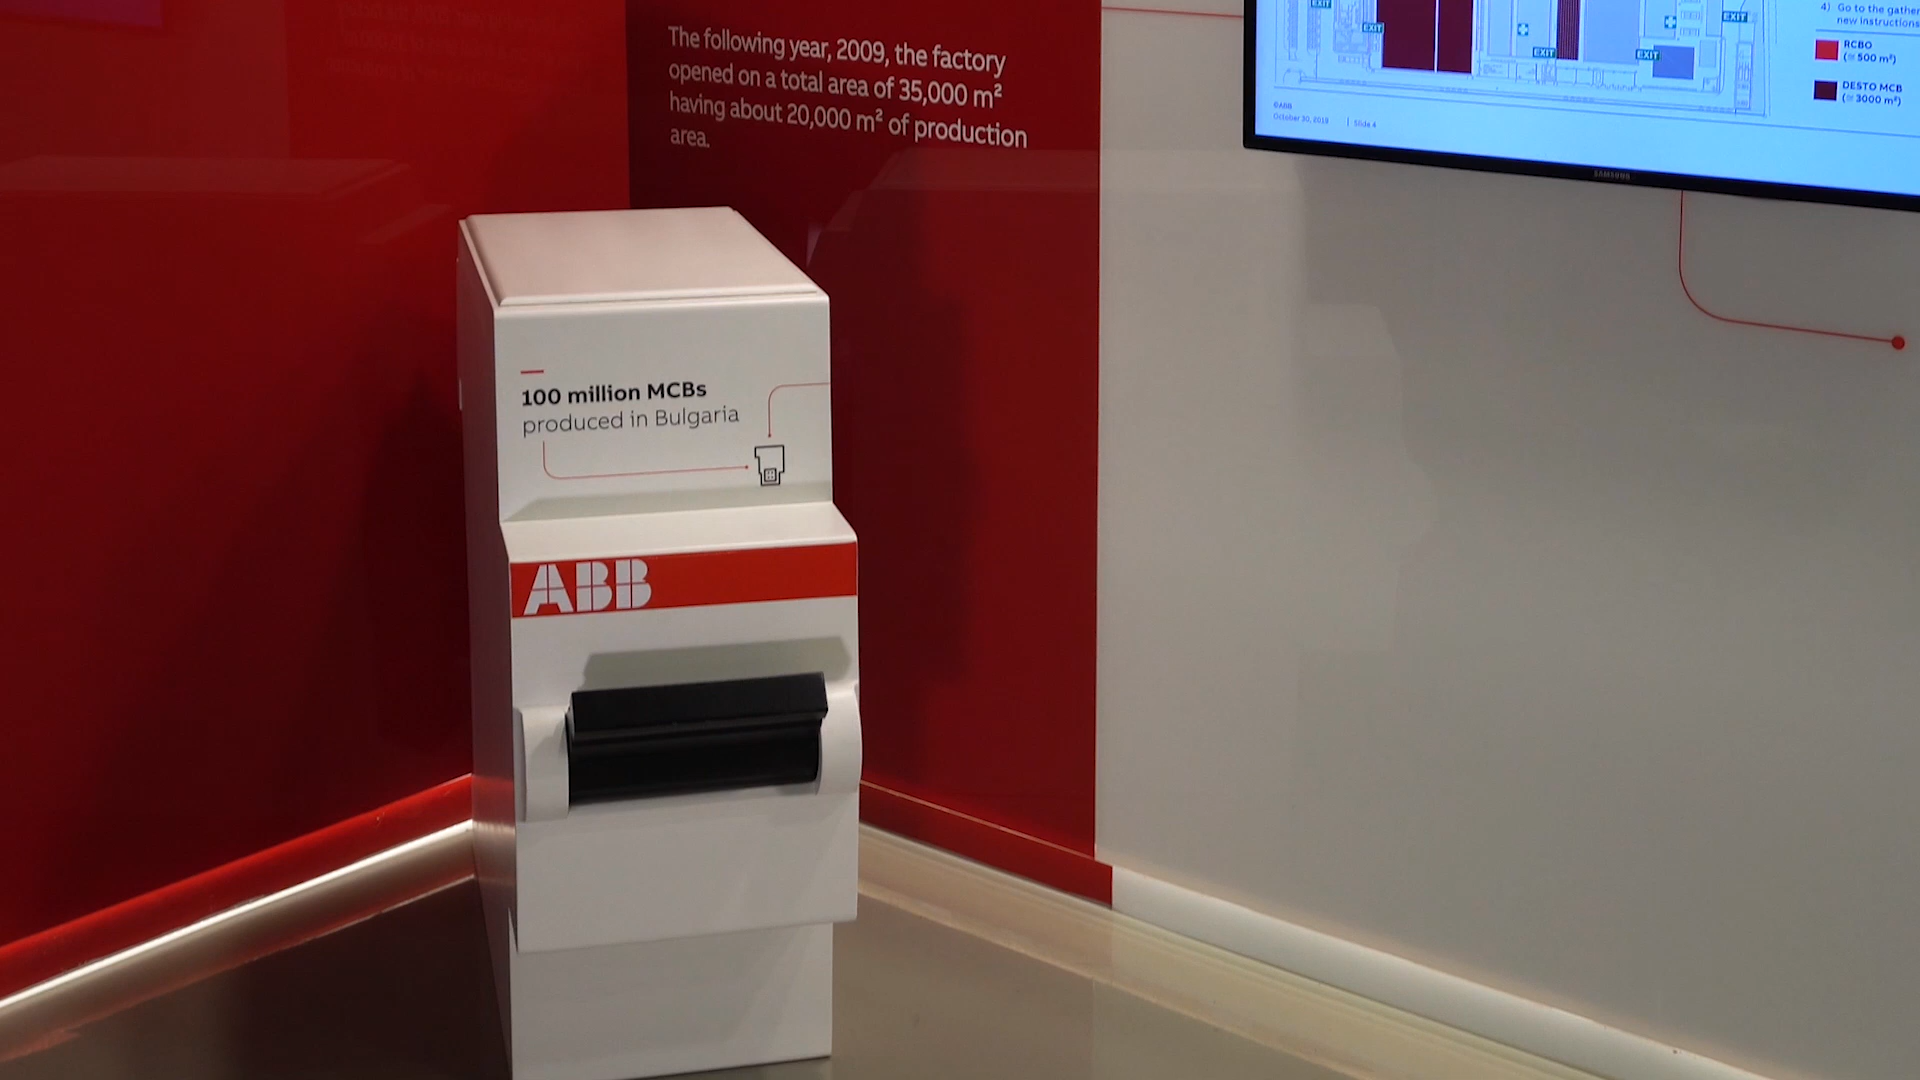 The following year, 2009, the factory
opened on a total area of 35,000 m²
having about 20,000 m² of production
area.
100 million MCBs
produced in Bulgaria
ABB
EXIT
EXIT
EXIT
EXIT
EXIT
4) Go to the gather
new instructions
RCBO
(≅ 500 m²)
DESTO MCB
(≅ 3000 m²)
©ABB
October 30, 2019 | Slide 4
SAMSUNG